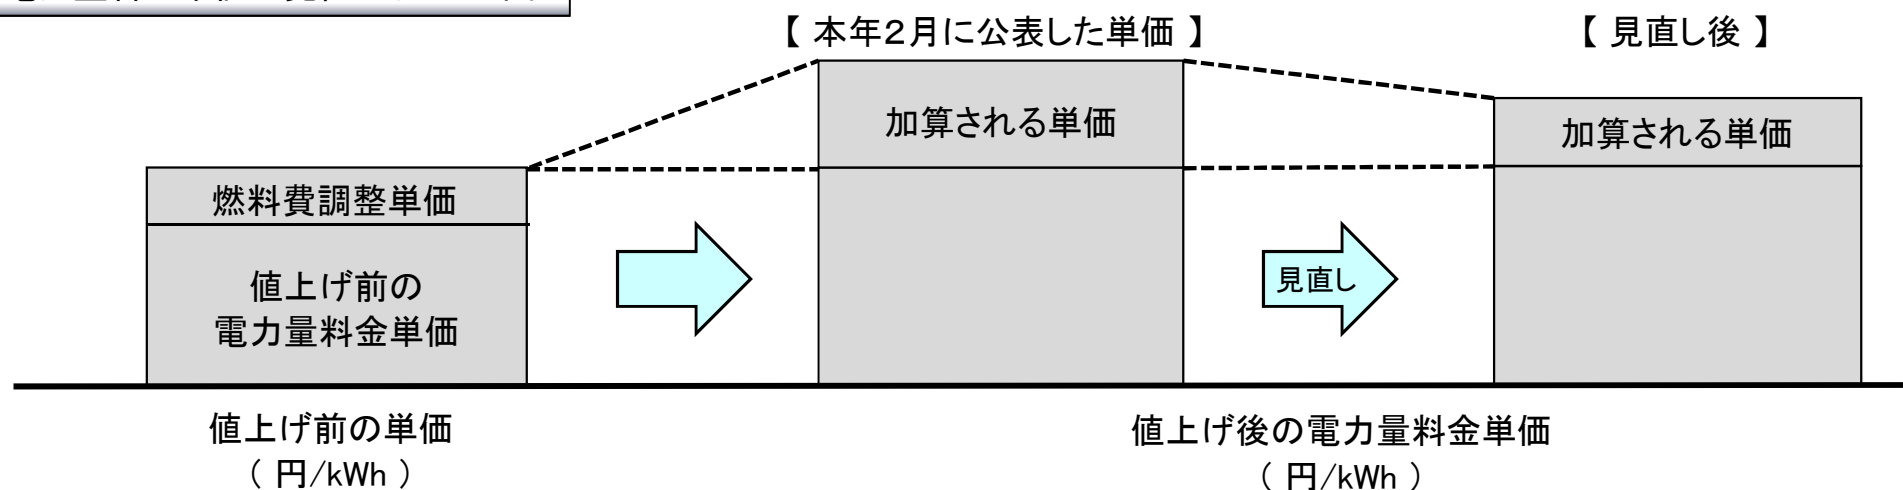 【 本年2月に公表した単価 】
【 見直し後 】
加算される単価
加算される単価
燃料費調整単価
値上げ前の
電力量料金単価
見直し
値上げ前の単価
( 円/kWh )
値上げ後の電力量料金単価
( 円/kWh )